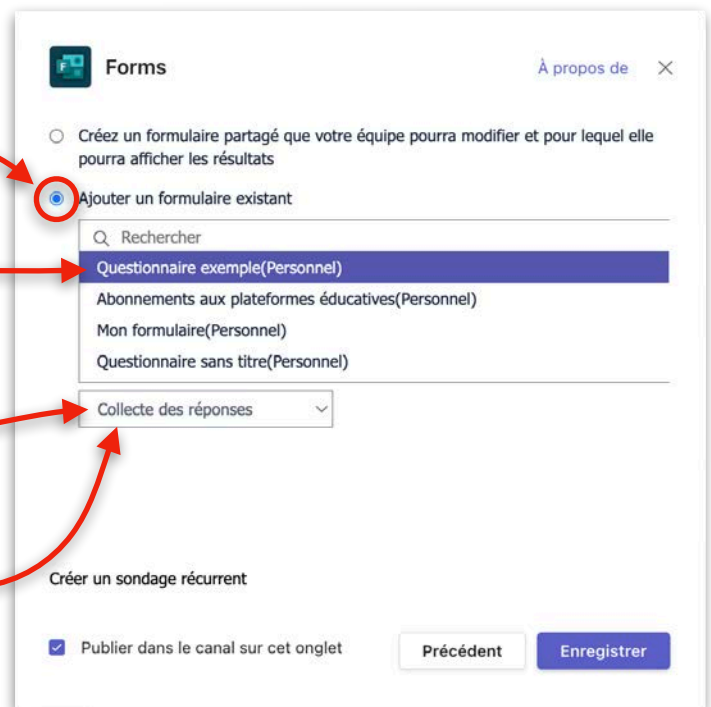 Forms
À propos de
Créez un formulaire partagé que votre équipe pourra modifier et pour lequel elle
pourra afficher les résultats
Ajouter un formulaire existant
Rechercher
Questionnaire exemple(Personnel)
Abonnements aux plateformes éducatives(Personnel)
Mon formulaire(Personnel)
Questionnaire sans titre(Personnel)
Collecte des réponses
Créer un sondage récurrent
Publier dans le canal sur cet onglet
Précédent
Enregistrer